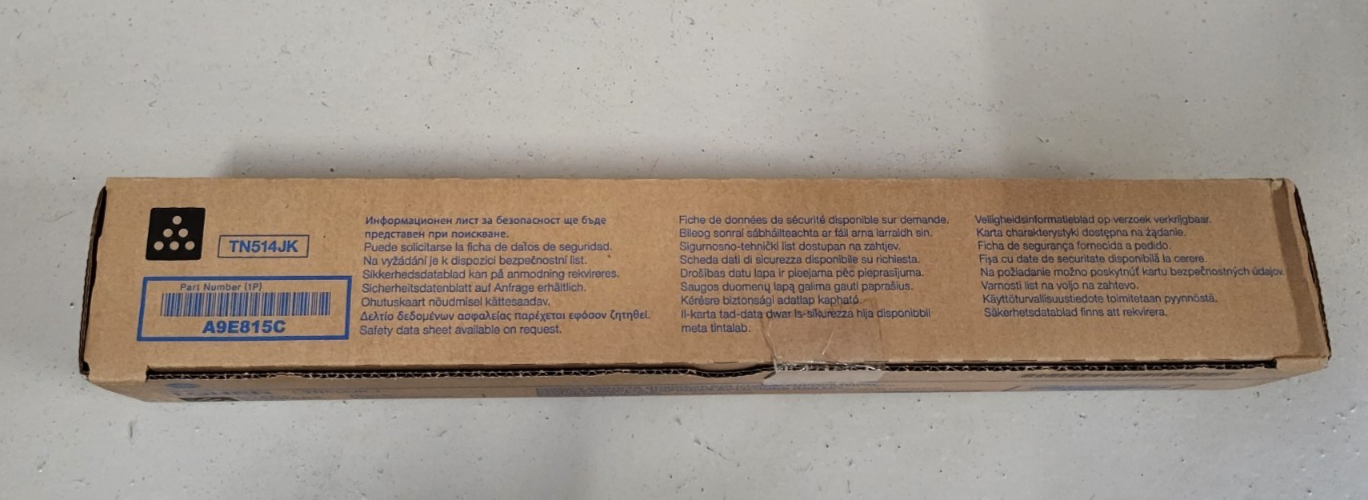 TN514JK
Part Number (1P)
A9E815C
Информационен лист за безопасност ще бъде
представен при поискване.
Puede solicitarse la ficha de datos de seguridad.
Na vyžádání je k dispozici bezpečnostní list.
Sikkerhedsdatablad kan på anmodning rekvireres.
Sicherheitsdatenblatt auf Anfrage erhältlich.
Ohutuskaart nõudmisel kättesaadav.
Δελτίο δεδομένων ασφαλείας παρέχεται εφόσον ζητηθεί.
Safety data sheet available on request.
Fiche de données de sécurité disponible sur demande.
Bileog sonraí sábháilteachta ar fáil arna iarraidh sin.
Sigurnosno-tehnički list dostupan na zahtjev.
Scheda dati di sicurezza disponibile su richiesta.
Drošības datu lapa ir pieejama pēc pieprasījuma.
Saugos duomenų lapą galima gauti paprašius.
Kérésre biztonsági adatlap kapható.
Il-karta tad-data dwar is-sikurezza hija disponibbli
meta tintalab.
Veiligheidsinformatieblad op verzoek verkrijgbaar.
Karta charakterystyki dostępna na żądanie.
Ficha de segurança fornecida a pedido.
Fișa cu date de securitate disponibilă la cerere.
Na požiadanie možno poskytnúť kartu bezpečnostných údajov.
Varnosti list na voljo na zahtevo.
Käyttöturvallisuustiedote toimitetaan pyynnöstä.
Säkerhetsdatablad finns att rekvirera.